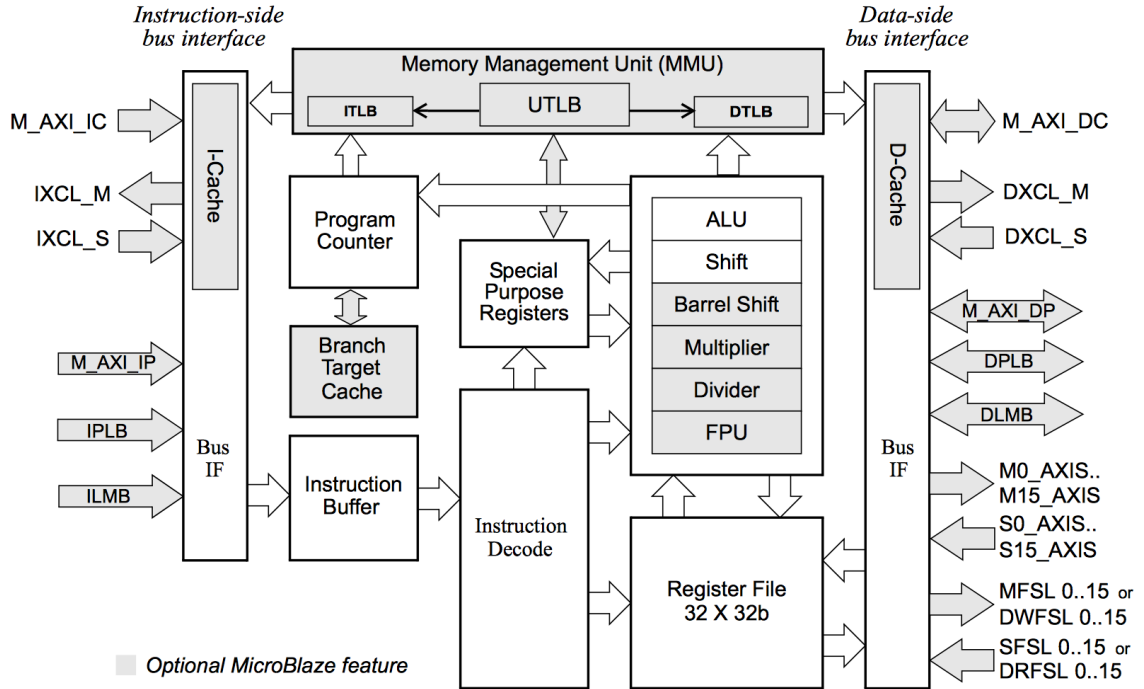 Instruction-side
bus interface
Data-side
bus interface
Memory Management Unit (MMU)
ITLB
UTLB
DTLB
M_AXI_IC
IXCL_M
IXCL_S
M_AXI_IP
IPLB
ILMB
I-Cache
Bus
IF
Program
Counter
Branch
Target
Cache
Instruction
Buffer
Special
Purpose
Registers
Instruction
Decode
ALU
Shift
Barrel Shift
Multiplier
Divider
FPU
Register File
32 X 32b
D-Cache
Bus
IF
M_AXI_DC
DXCL_M
DXCL_S
M_AXI_DP
DPLB
DLMB
M0_AXIS..
M15_AXIS
S0_AXIS..
S15_AXIS
MFSL 0..15 or
DWFSL 0..15
SFSL 0..15 or
DRFSL 0..15
Optional MicroBlaze feature